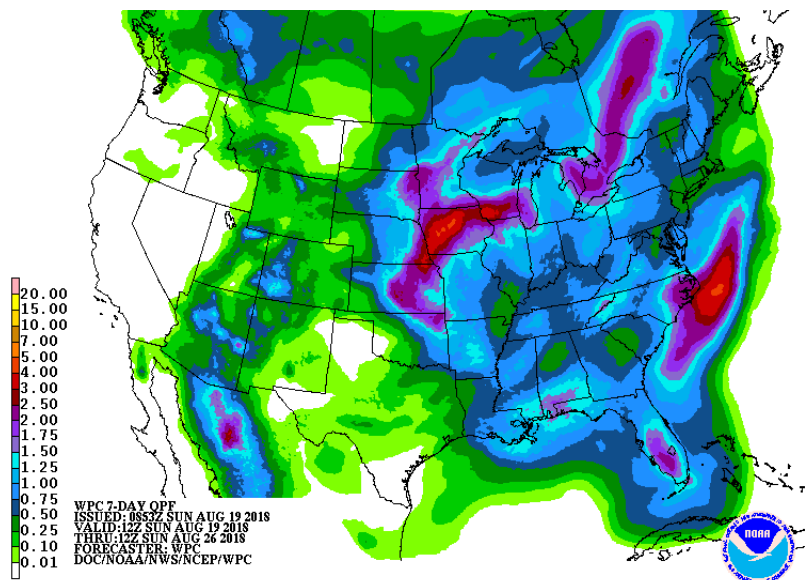 20.00
15.00
10.00
7.00
5.00
4.00
3.00
2.50
2.00
1.75
1.50
1.25
1.00
0.75
0.50
0.25
0.10
0.01
WPC 7-DAY QPF
ISSUED: 0853Z SUN AUG 19 2018
VALID:12Z SUN AUG 19 2018
THRU:12Z SUN AUG 26 2018
FORECASTER: WPC
DOC/NOAA/NWS/NCEP/WPC
NOAA